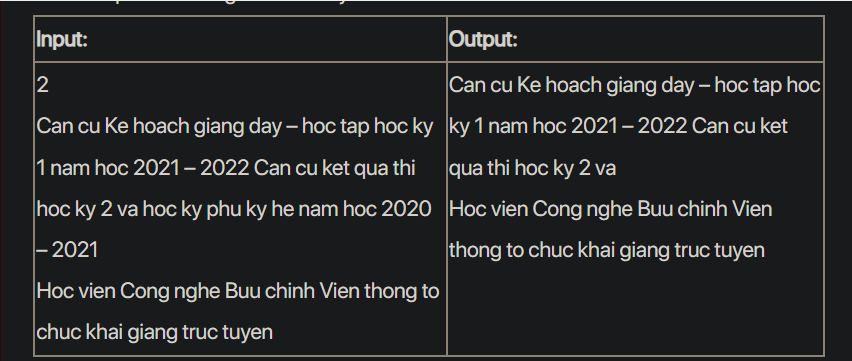 Input:
Output:
2
Can cu Ke hoach giang day – hoc tap hoc ky
1 nam hoc 2021 – 2022 Can cu ket qua thi
hoc ky 2 va hoc ky phu ky he nam hoc 2020
– 2021
Hoc vien Cong nghe Buu chinh Vien thong to
chuc khai giang truc tuyen
Can cu Ke hoach giang day – hoc tap hoc
ky 1 nam hoc 2021 – 2022 Can cu ket
qua thi hoc ky 2 va
Hoc vien Cong nghe Buu chinh Vien
thong to chuc khai giang truc tuyen